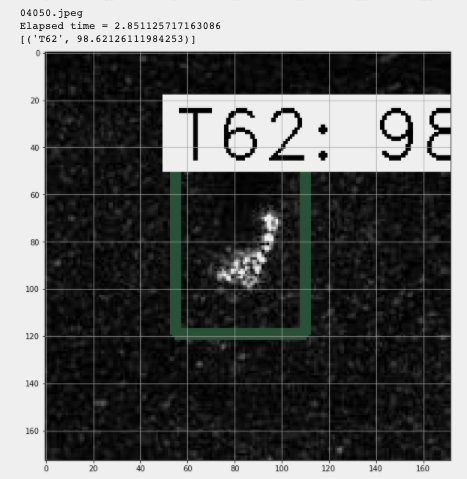 04050.jpeg
Elapsed time = 2.851125717163086
[('T62', 98.62126111984253)]
T62: 98
0
20
40
60
80
100
120
140
160
0 20 40 60 80 100 120 140 160